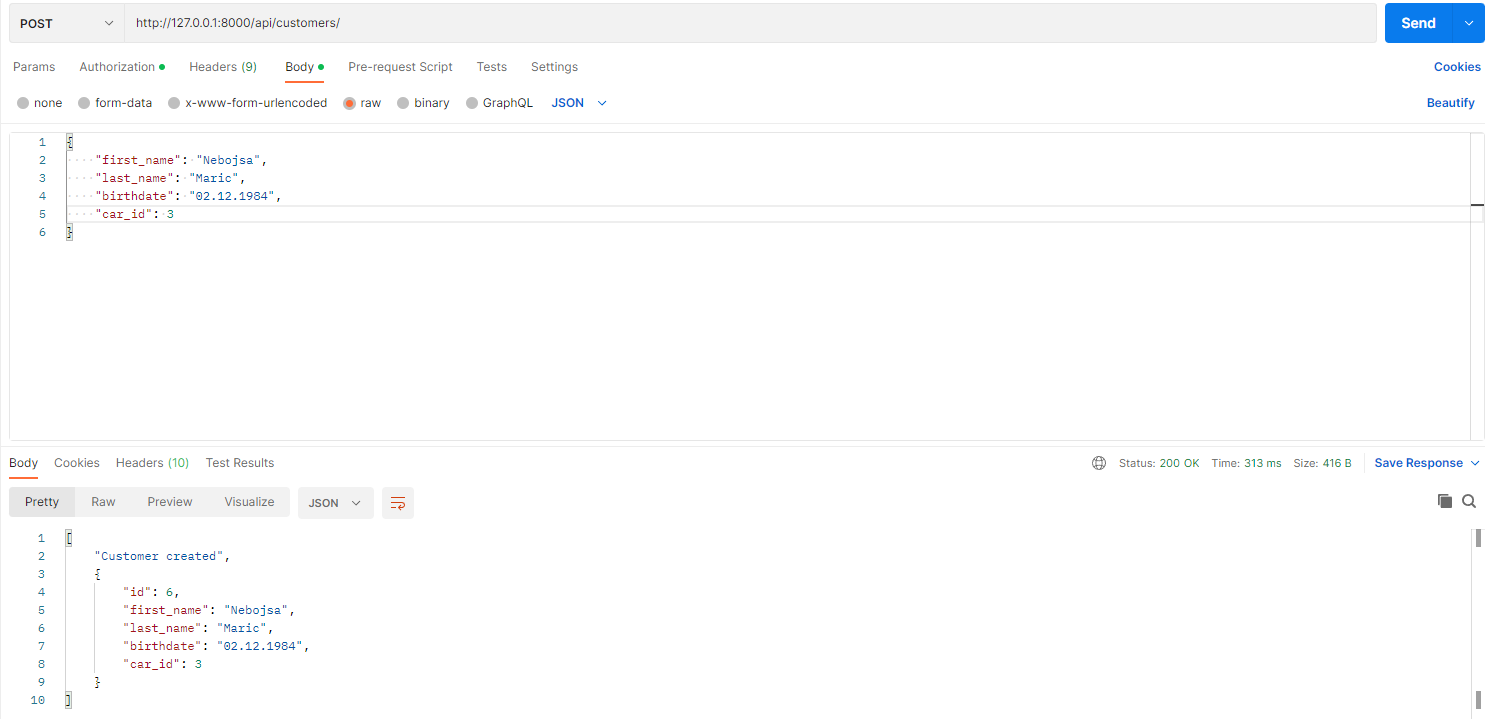 POST http://127.0.0.1:8000/api/customers/ Send
Params Authorization Headers (9) Body Pre-request Script Tests Settings Cookies
none form-data x-www-form-urlencoded raw binary GraphQL JSON Beautify
1 {
2 "first_name": "Nebojsa",
3 "last_name": "Maric",
4 "birthdate": "02.12.1984",
5 "car_id": 3
6 }
Body Cookies Headers (10) Test Results Status: 200 OK Time: 313 ms Size: 416 B Save Response
Pretty Raw Preview Visualize JSON
1 [
2 "Customer created",
3 {
4 "id": 6,
5 "first_name": "Nebojsa",
6 "last_name": "Maric",
7 "birthdate": "02.12.1984",
8 "car_id": 3
9 }
10 ]